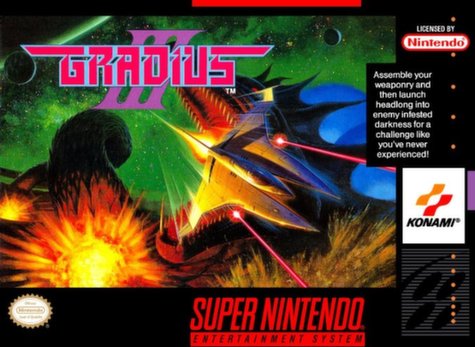 GRADIUS
III
TM
LICENSED BY
Nintendo
Assemble your
weaponry and
then launch
headlong into
enemy infested
darkness for a
challenge like
you've never
experienced!
KONAMI
Nintendo
SUPER NINTENDO
ENTERTAINMENT SYSTEM